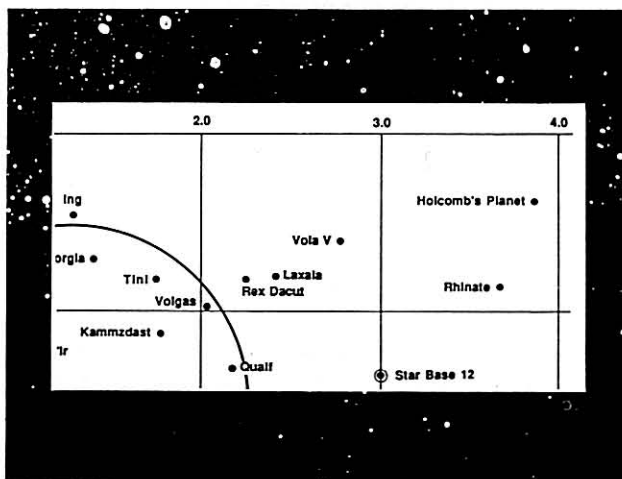 2.0 3.0 4.0
ing
Holcomb's Planet
Vola V
orgia
Tini
Laxala
Rex Dacut
Rhinate
Volgas
Kammzdast
'ir
Qualf
Star Base 12